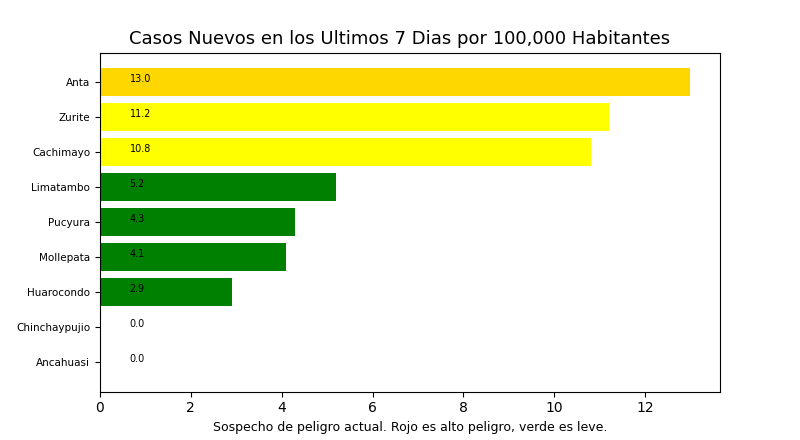 Casos Nuevos en los Ultimos 7 Dias por 100,000 Habitantes
Anta 13.0
Zurite 11.2
Cachimayo 10.8
Limatambo 5.2
Pucyura 4.3
Mollepata 4.1
Huarocondo 2.9
Chinchaypujio 0.0
Ancahuasi 0.0
0 2 4 6 8 10 12
Sospecho de peligro actual. Rojo es alto peligro, verde es leve.